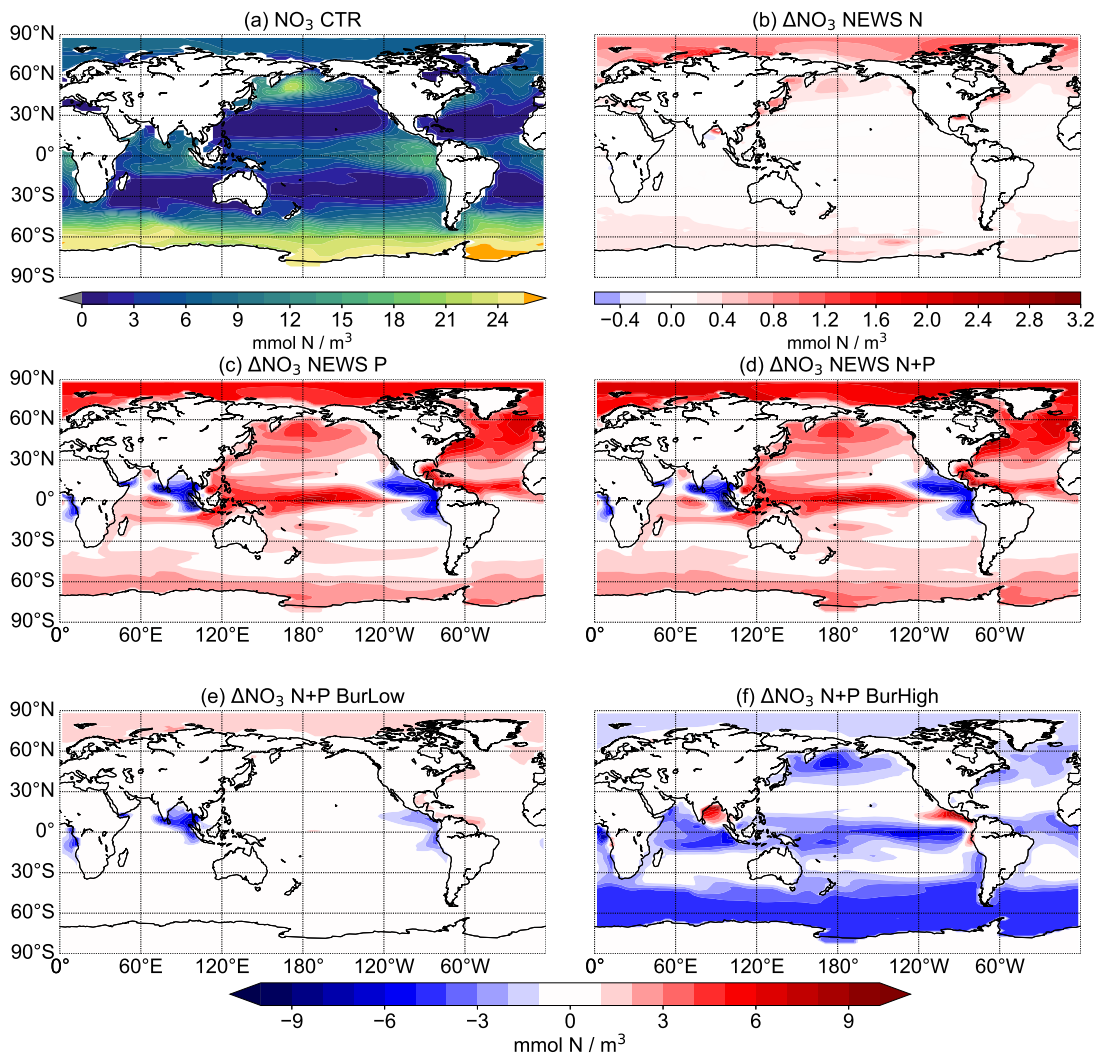 (a) NO₃ CTR
(b) ΔNO₃ NEWS N
90°N
60°N
30°N
0°
30°S
60°S
90°S
0 3 6 9 12 15 18 21 24
mmol N / m³
−0.4 0.0 0.4 0.8 1.2 1.6 2.0 2.4 2.8 3.2
mmol N / m³
(c) ΔNO₃ NEWS P
(d) ΔNO₃ NEWS N+P
90°N
60°N
30°N
0°
30°S
60°S
90°S
0° 60°E 120°E 180° 120°W 60°W
0° 60°E 120°E 180° 120°W 60°W
(e) ΔNO₃ N+P BurLow
(f) ΔNO₃ N+P BurHigh
90°N
60°N
30°N
0°
30°S
60°S
90°S
0° 60°E 120°E 180° 120°W 60°W
0° 60°E 120°E 180° 120°W 60°W
−9 −6 −3 0 3 6 9
mmol N / m³